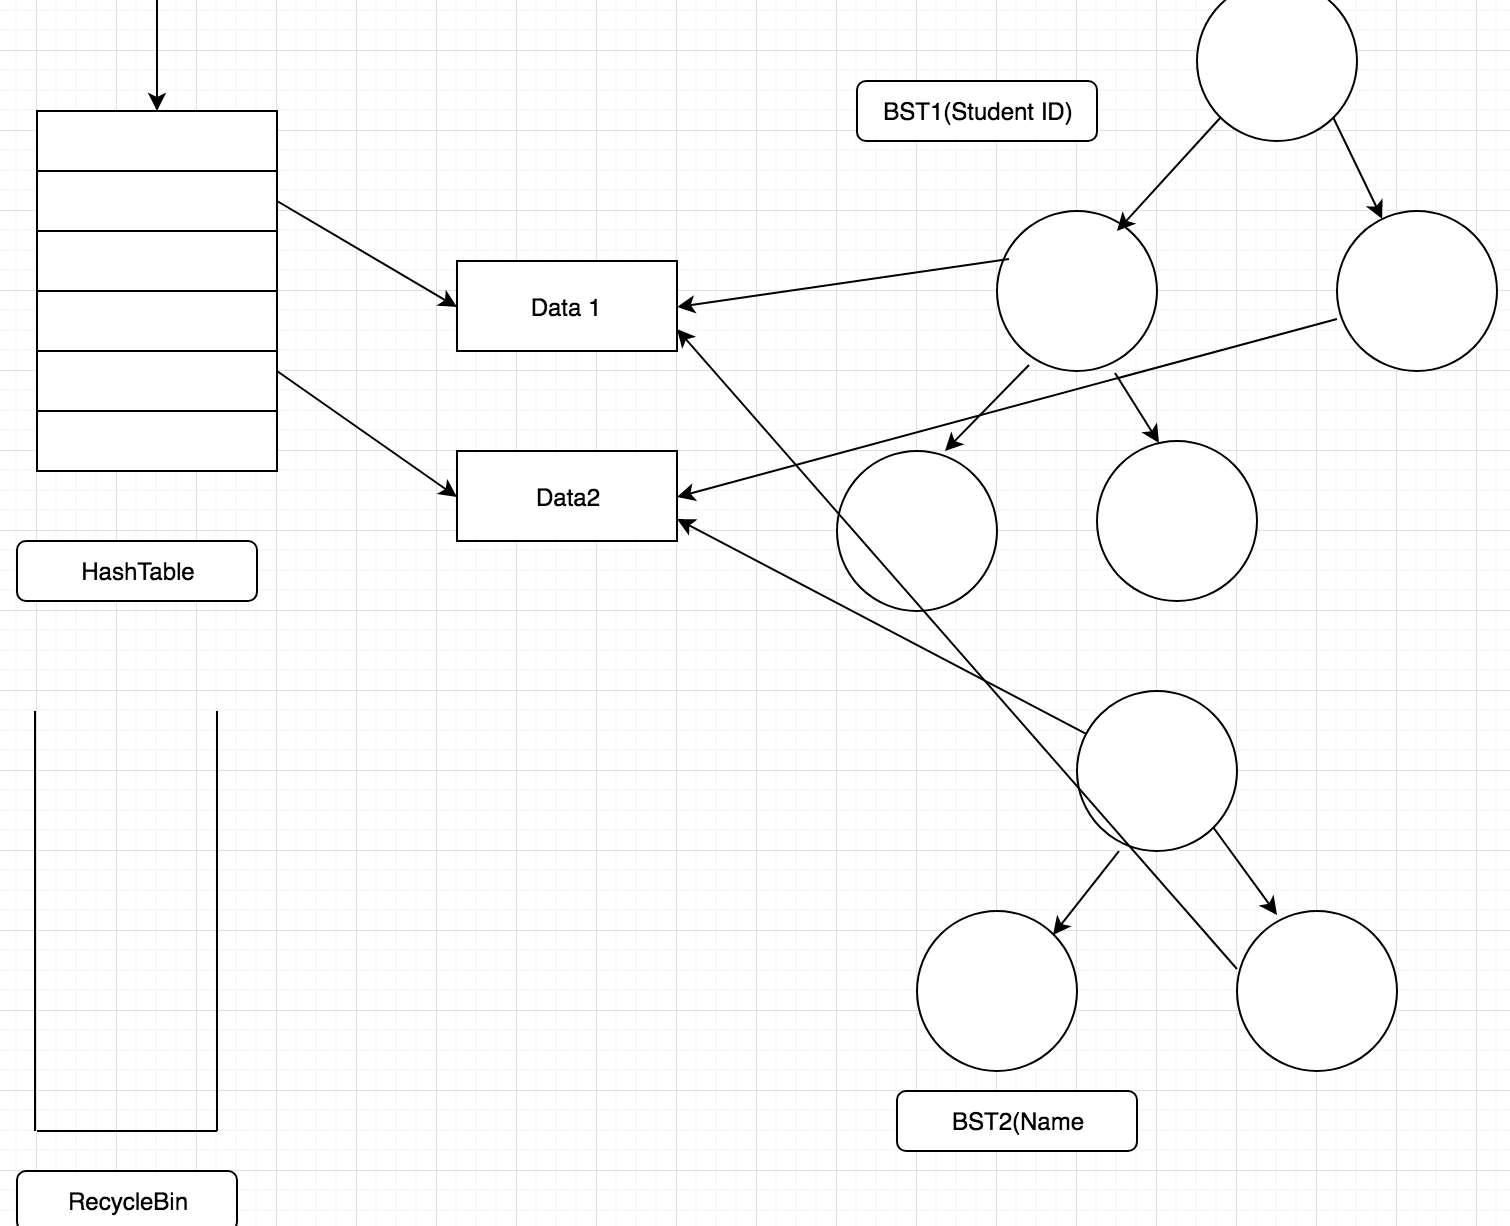 BST1(Student ID)
Data 1
Data2
HashTable
BST2(Name
RecycleBin